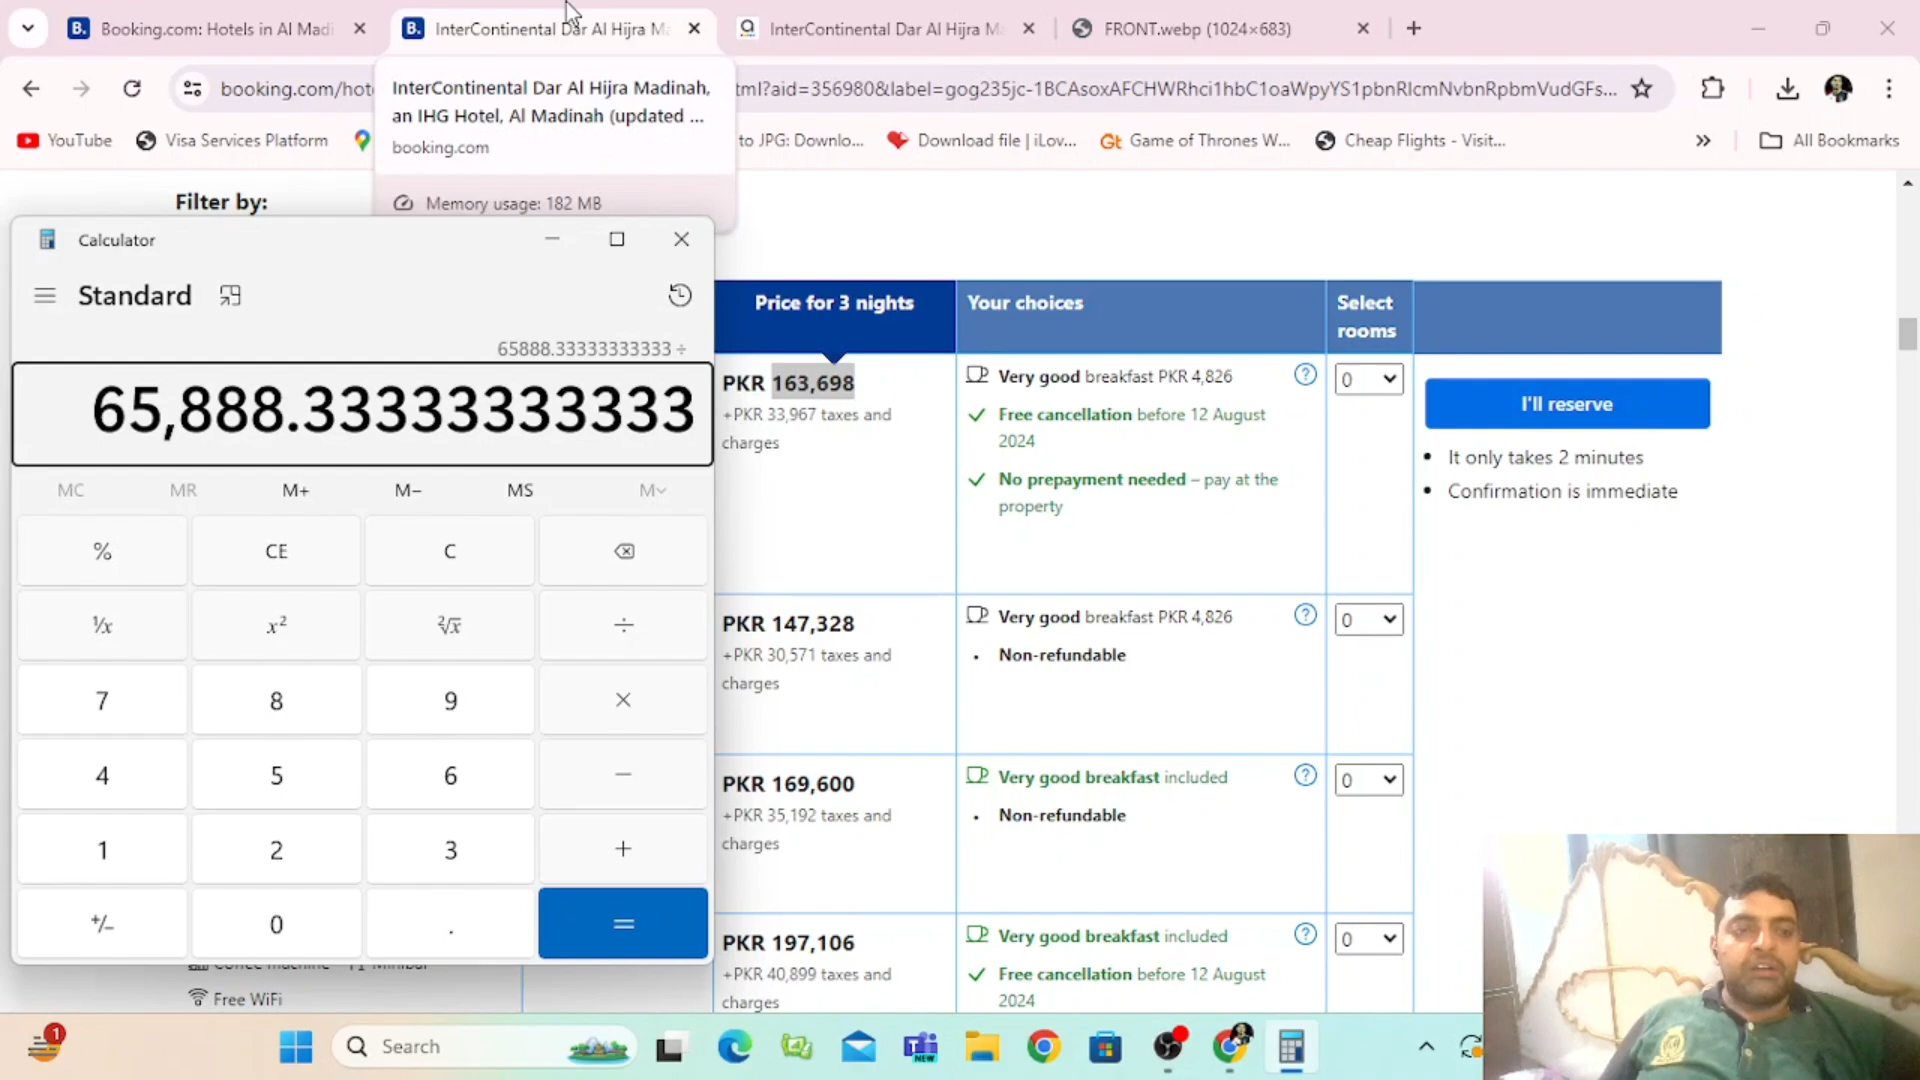 Booking.com: Hotels in Al Madi
InterContinental Dar Al Hijra Ma
InterContinental Dar Al Hijra M
FRONT.webp (1024×683)
booking.com/hote
tml?aid=356980&label=gog235jc-1BCAsoxAFCHWRhci1hbC1oaWpyYS1pbnRlcmNvbnRpbmVudGFs...
InterContinental Dar Al Hijra Madinah,
an IHG Hotel, Al Madinah (updated ...
booking.com
Memory usage: 182 MB
YouTube
Visa Services Platform
to JPG: Downlo...
Download file | iLov...
Game of Thrones W...
Cheap Flights - Visit...
All Bookmarks
Filter by:
Calculator
Standard
65888.33333333333 ÷
65,888.33333333333
MC MR M+ M− MS M
% CE C
1/x x² 2√x ÷
7 8 9 ×
4 5 6 −
1 2 3 +
+/− 0 . =
Coffee machine Minibar
Free WiFi
Price for 3 nights
Your choices
Select
rooms
PKR 163,698
+PKR 33,967 taxes and
charges
Very good breakfast PKR 4,826
Free cancellation before 12 August
2024
No prepayment needed – pay at the
property
0
I'll reserve
• It only takes 2 minutes
• Confirmation is immediate
PKR 147,328
+PKR 30,571 taxes and
charges
Very good breakfast PKR 4,826
• Non-refundable
0
PKR 169,600
+PKR 35,192 taxes and
charges
Very good breakfast included
• Non-refundable
0
PKR 197,106
+PKR 40,899 taxes and
charges
Very good breakfast included
Free cancellation before 12 August
2024
0
1
Search
NEW